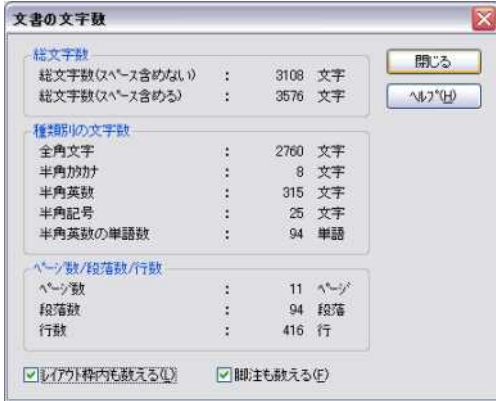 文書の文字数
総文字数
総文字数(スペース含めない) : 3108 文字
総文字数(スペース含める) : 3576 文字
種類別の文字数
全角文字 : 2760 文字
半角カタカナ : 8 文字
半角英数 : 315 文字
半角記号 : 25 文字
半角英数の単語数 : 94 単語
ページ数/段落数/行数
ページ数 : 11 ページ
段落数 : 94 段落
行数 : 416 行
レイアウト枠内も数える(L)
脚注も数える(F)
閉じる
ヘルプ(H)